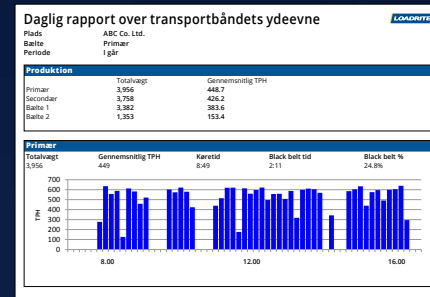 Daglig rapport over transportbåndets ydeevne
LOADRITE
Plads ABC Co. Ltd.
Bælte Primær
Periode I går
Produktion
Totalvægt Gennemsnitlig TPH
Primær 3,956 448.7
Secondær 3,758 426.2
Bælte 1 3,382 383.6
Bælte 2 1,353 153.4
Primær
Totalvægt Gennemsnitlig TPH Køretid Black belt tid Black belt %
3,956 449 8:49 2:11 24.8%
700
600
500
400
300
200
100
0
TPH
8.00 12.00 16.00